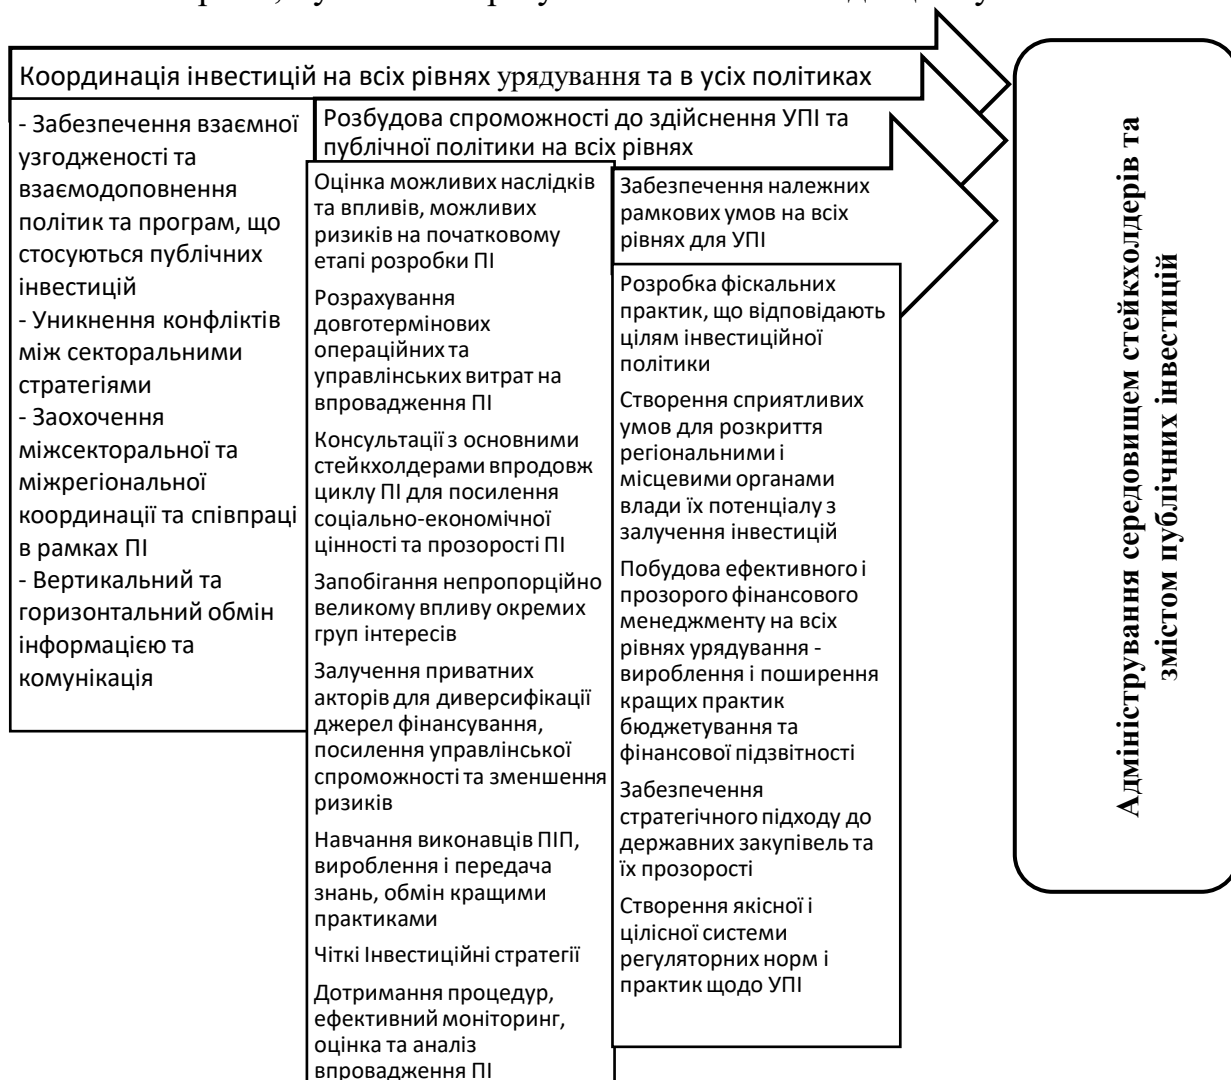 Координація інвестицій на всіх рівнях урядування та в усіх політиках
- Забезпечення взаємної
узгодженості та
взаємодоповнення
політик та програм, що
стосуються публічних
інвестицій
- Уникнення конфліктів
між секторальними
стратегіями
- Заохочення
міжсекторальної та
міжрегіональної
координації та співпраці
в рамках ПІ
- Вертикальний та
горизонтальний обмін
інформацією та
комунікація
Розбудова спроможності до здійснення УПІ та
публічної політики на всіх рівнях
Оцінка можливих наслідків
та впливів, можливих
ризиків на початковому
етапі розробки ПІ
Розрахування
довготермінових
операційних та
управлінських витрат на
впровадження ПІ
Консультації з основними
стейкхолдерами впродовж
циклу ПІ для посилення
соціально-економічної
цінності та прозорості ПІ
Запобігання непропорційно
великому впливу окремих
груп інтересів
Залучення приватних
акторів для диверсифікації
джерел фінансування,
посилення управлінської
спроможності та зменшення
ризиків
Навчання виконавців ПІП,
вироблення і передача
знань, обмін кращими
практиками
Чіткі Інвестиційні стратегії
Дотримання процедур,
ефективний моніторинг,
оцінка та аналіз
впровадження ПІ
Забезпечення належних
рамкових умов на всіх
рівнях для УПІ
Розробка фіскальних
практик, що відповідають
цілям інвестиційної
політики
Створення сприятливих
умов для розкриття
регіональними і
місцевими органами
влади їх потенціалу з
залучення інвестицій
Побудова ефективного і
прозорого фінансового
менеджменту на всіх
рівнях урядування -
вироблення і поширення
кращих практик
бюджетування та
фінансової підзвітності
Забезпечення
стратегічного підходу до
державних закупівель та
їх прозорості
Створення якісної і
цілісної системи
регуляторних норм і
практик щодо УПІ
Адміністрування середовищем стейкхолдерів та
змістом публічних інвестицій